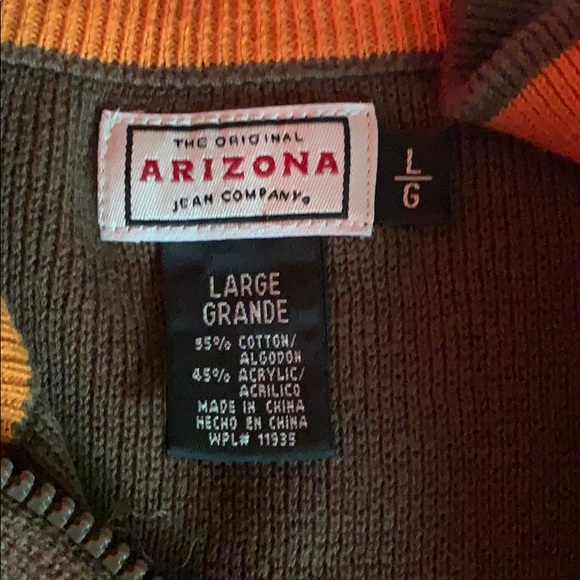 THE ORIGINAL
ARIZONA
JEAN COMPANY®
L
G
LARGE
GRANDE
55% COTTON/
ALGODON
45% ACRYLIC/
ACRILICO
MADE IN CHINA
HECHO EN CHINA
WPL# 11935